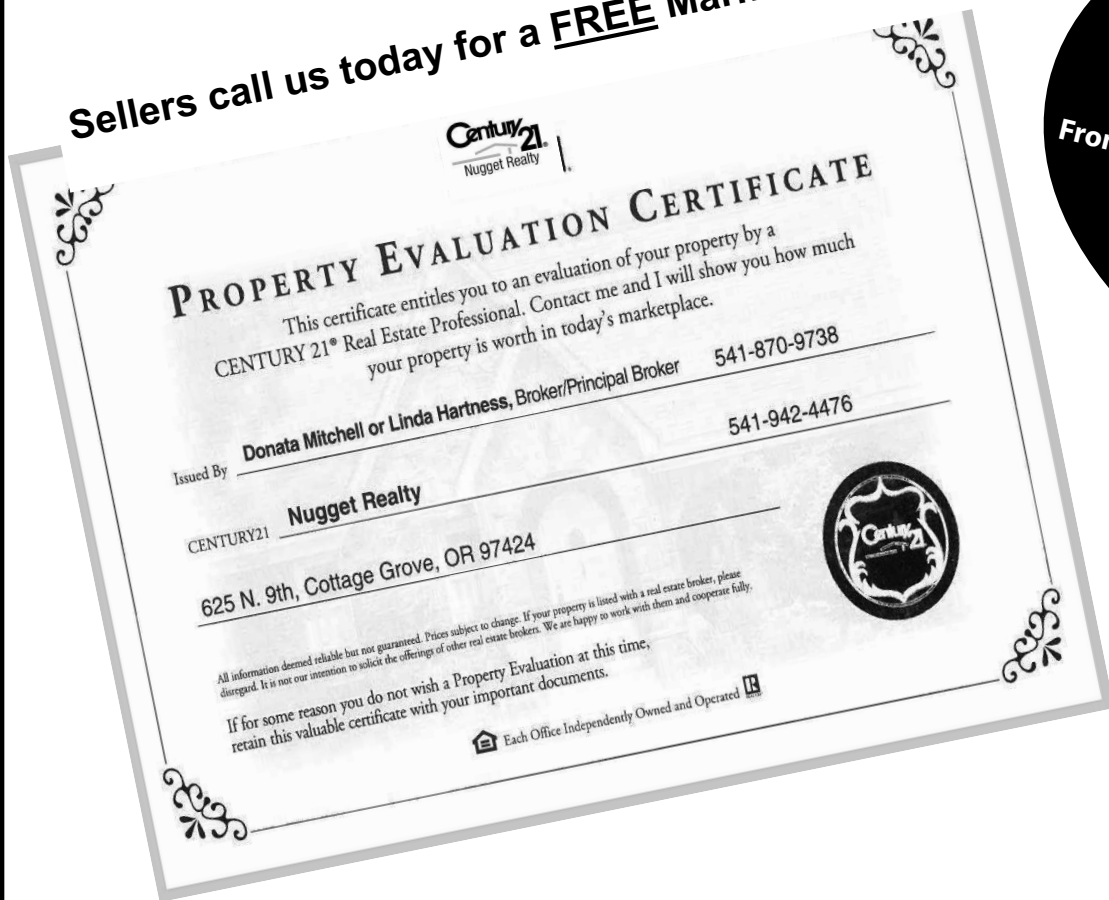 Sellers call us today for a FREE
Fron
Century 21®
Nugget Realty
PROPERTY EVALUATION CERTIFICATE
This certificate entitles you to an evaluation of your property by a
CENTURY 21® Real Estate Professional. Contact me and I will show you how much
your property is worth in today's marketplace.
Issued By Donata Mitchell or Linda Hartness, Broker/Principal Broker 541-870-9738
CENTURY21 Nugget Realty 541-942-4476
625 N. 9th, Cottage Grove, OR 97424
Century 21
All information deemed reliable but not guaranteed. Prices subject to change. If your property is listed with a real estate broker, please
disregard. It is not our intention to solicit the offerings of other real estate brokers. We are happy to work with them and cooperate fully.
If for some reason you do not wish a Property Evaluation at this time,
retain this valuable certificate with your important documents.
Each Office Independently Owned and Operated